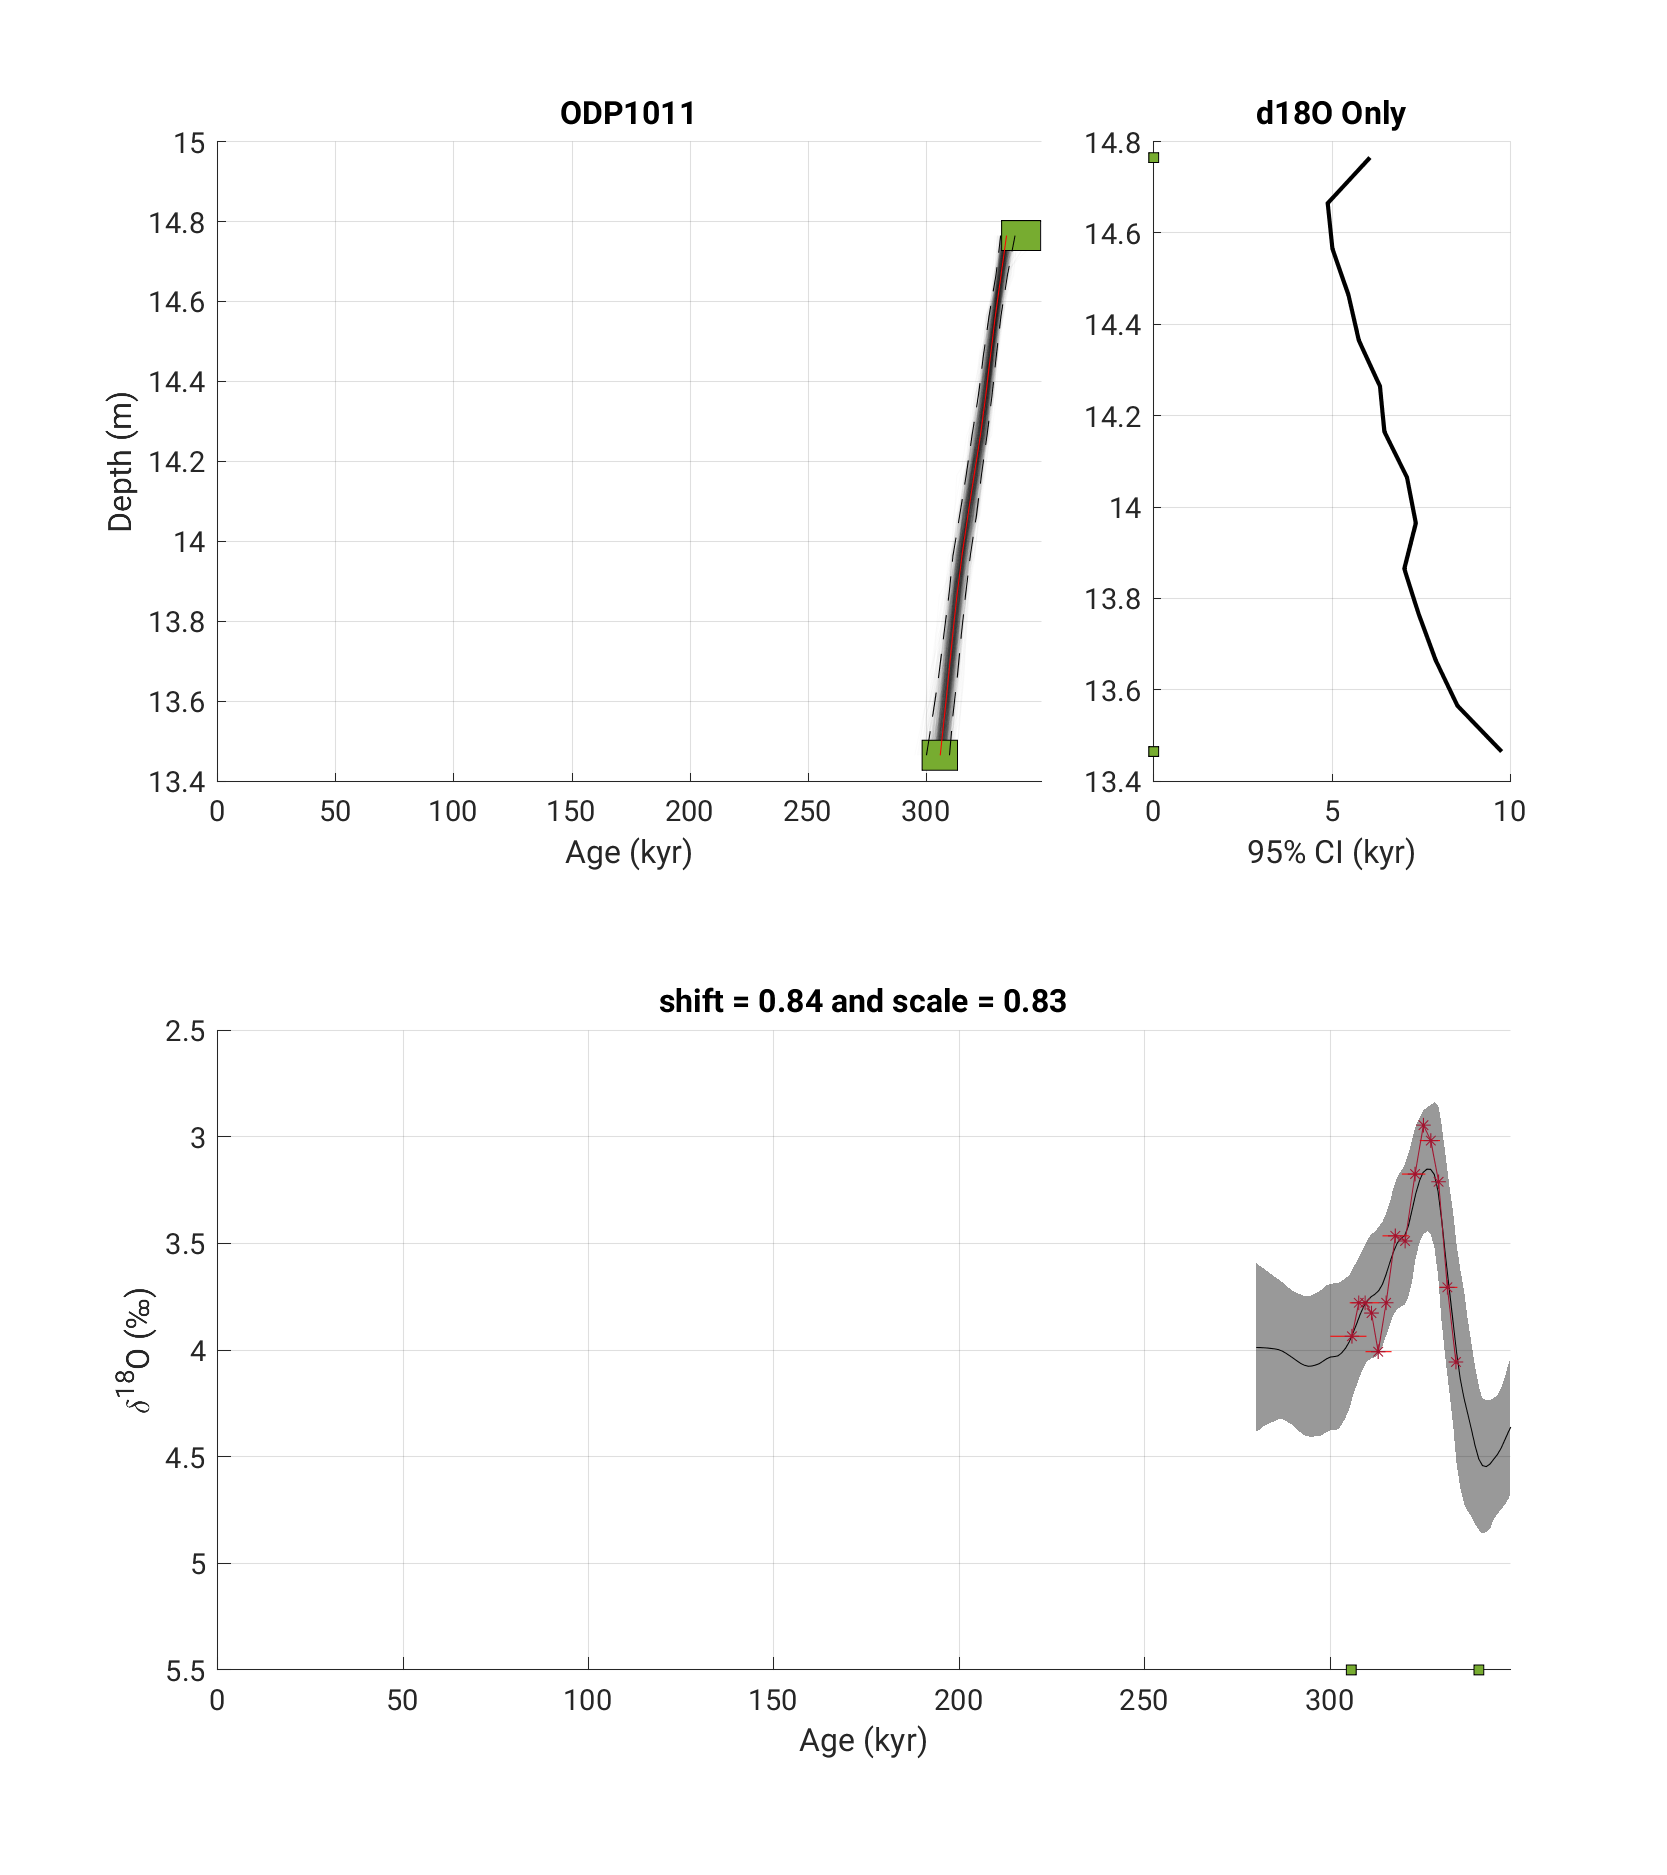 ODP1011
d18O Only
15
14.8
14.6
14.4
14.2
14
13.8
13.6
13.4
Depth (m)
0 50 100 150 200 250 300
Age (kyr)
14.8
14.6
14.4
14.2
14
13.8
13.6
13.4
0 5 10
95% CI (kyr)
shift = 0.84 and scale = 0.83
2.5
3
3.5
4
4.5
5
5.5
δ¹⁸O (‰)
0 50 100 150 200 250 300
Age (kyr)